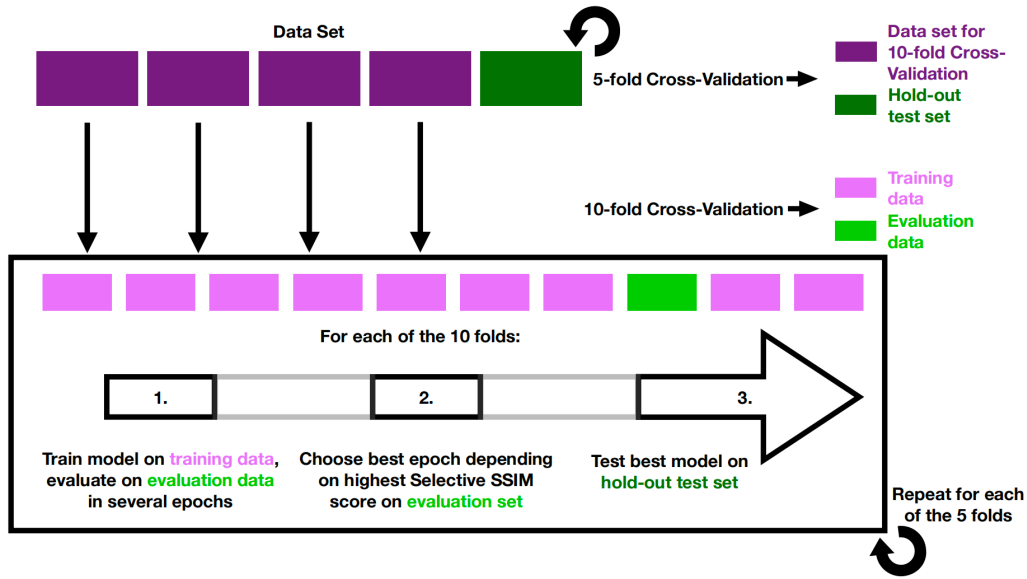 Data Set
5-fold Cross-Validation
Data set for
10-fold Cross-
Validation
Hold-out
test set
10-fold Cross-Validation
Training
data
Evaluation
data
For each of the 10 folds:
1.
2.
3.
Train model on training data,
evaluate on evaluation data
in several epochs
Choose best epoch depending
on highest Selective SSIM
score on evaluation set
Test best model on
hold-out test set
Repeat for each
of the 5 folds